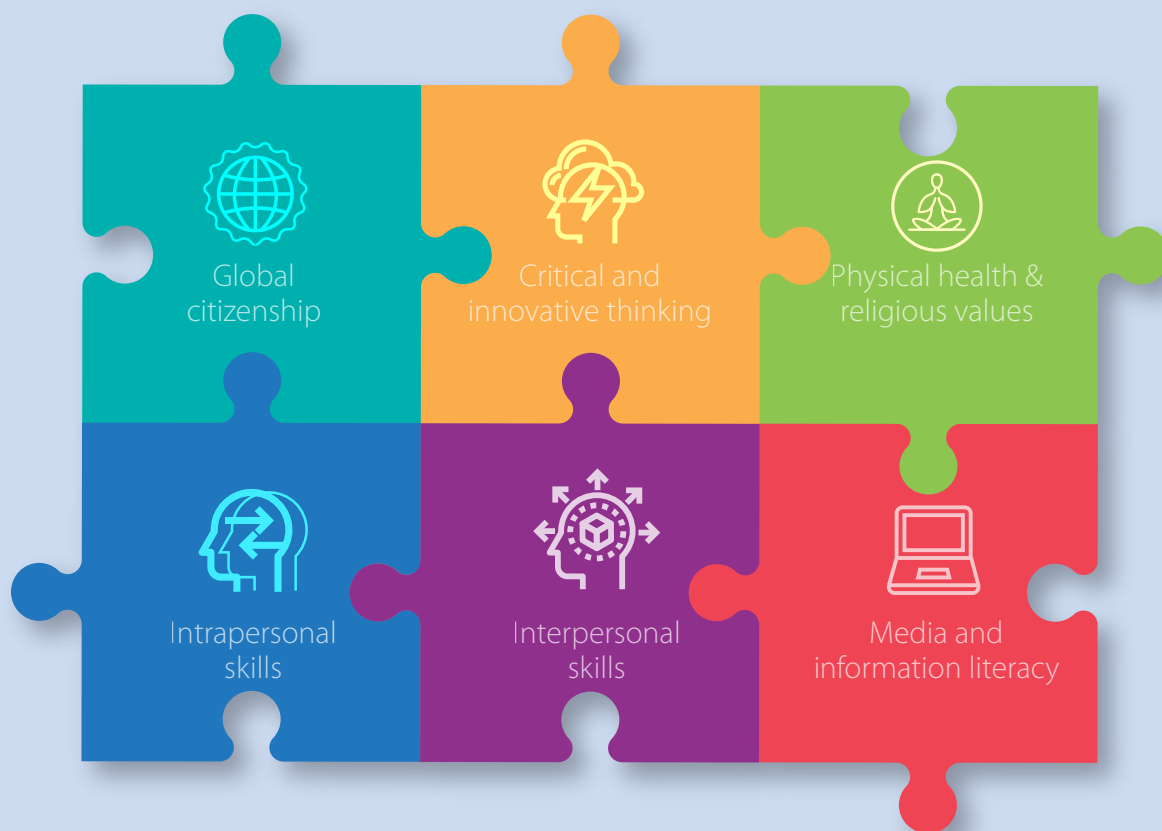 Global
citizenship
Critical and
innovative thinking
Physical health &
religious values
Intrapersonal
skills
Interpersonal
skills
Media and
information literacy